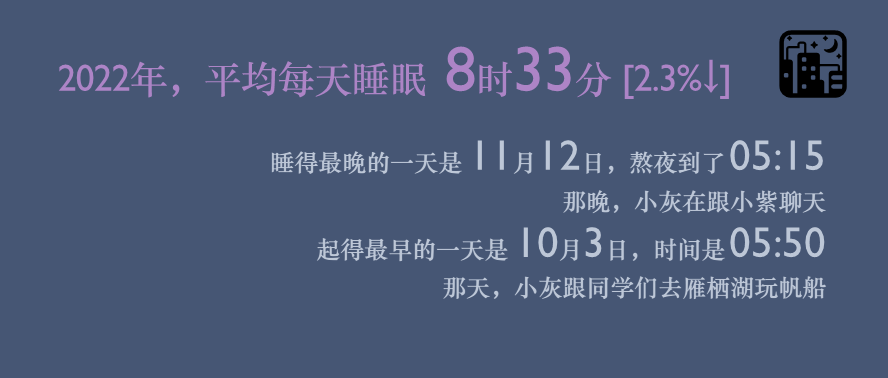 2022年，平均每天睡眠 8时33分 [2.3%↓]
睡得最晚的一天是 11月12日，熬夜到了05:15
那晚，小灰在跟小紫聊天
起得最早的一天是 10月3日，时间是05:50
那天，小灰跟同学们去雁栖湖玩帆船